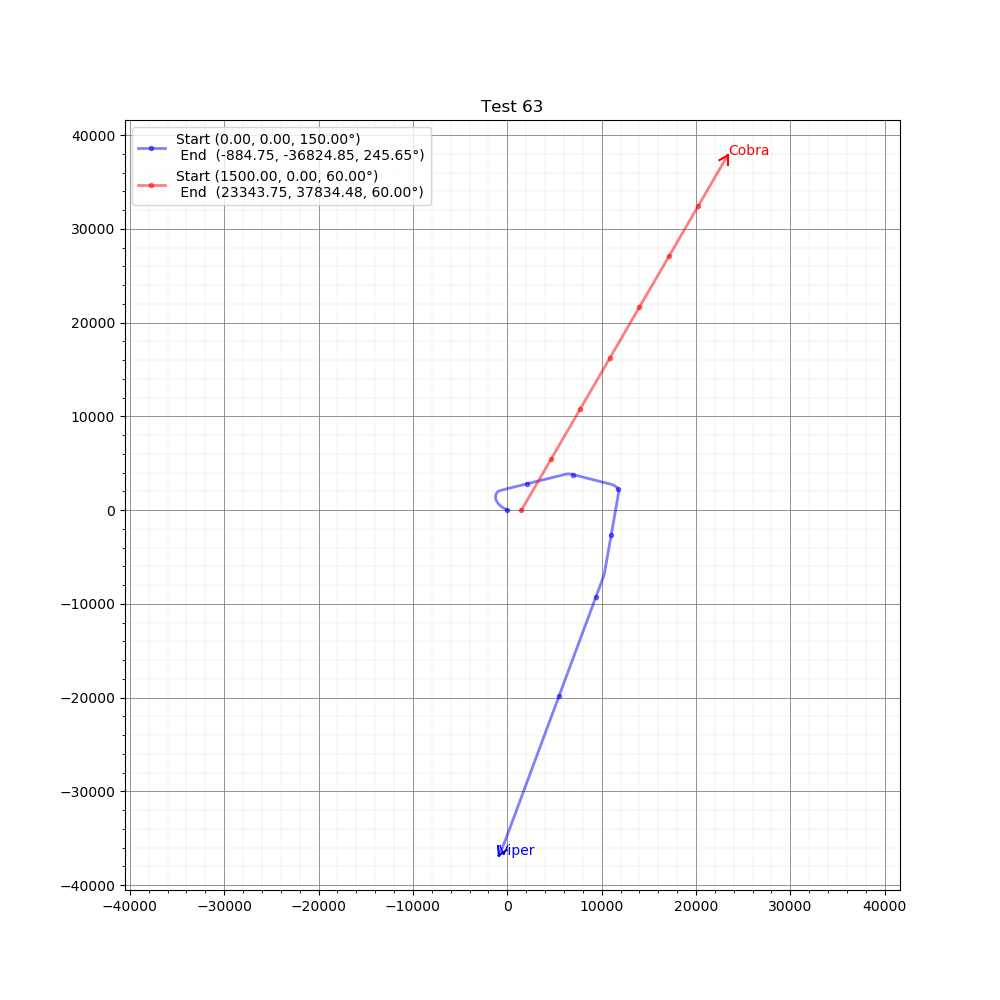 Test 63
Start (0.00, 0.00, 150.00°)
End  (-884.75, -36824.85, 245.65°)
Start (1500.00, 0.00, 60.00°)
End  (23343.75, 37834.48, 60.00°)
Cobra
Viper
40000
30000
20000
10000
0
−10000
−20000
−30000
−40000
−40000 −30000 −20000 −10000 0 10000 20000 30000 40000